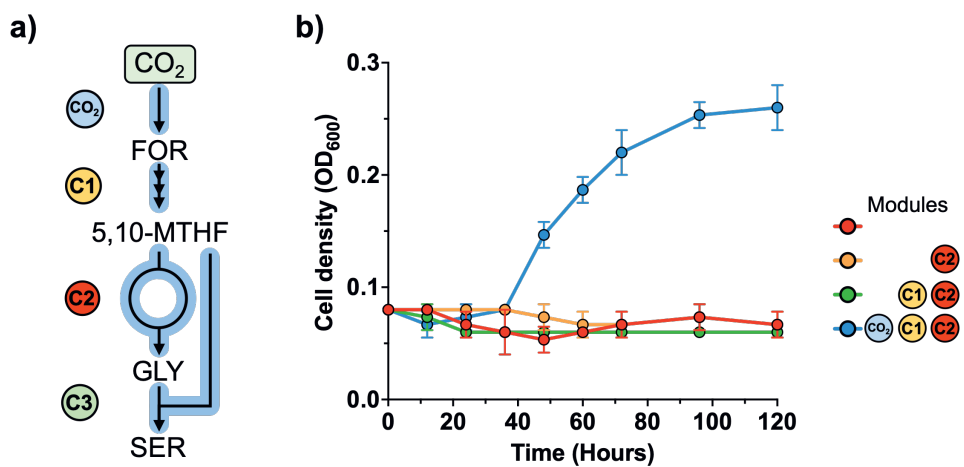 a)
CO₂
CO₂
FOR
C1
5,10-MTHF
C2
GLY
C3
SER
b)
Cell density (OD₆₀₀)
0.3
0.2
0.1
0.0
0 20 40 60 80 100 120
Time (Hours)
Modules
C2
C1 C2
CO₂ C1 C2